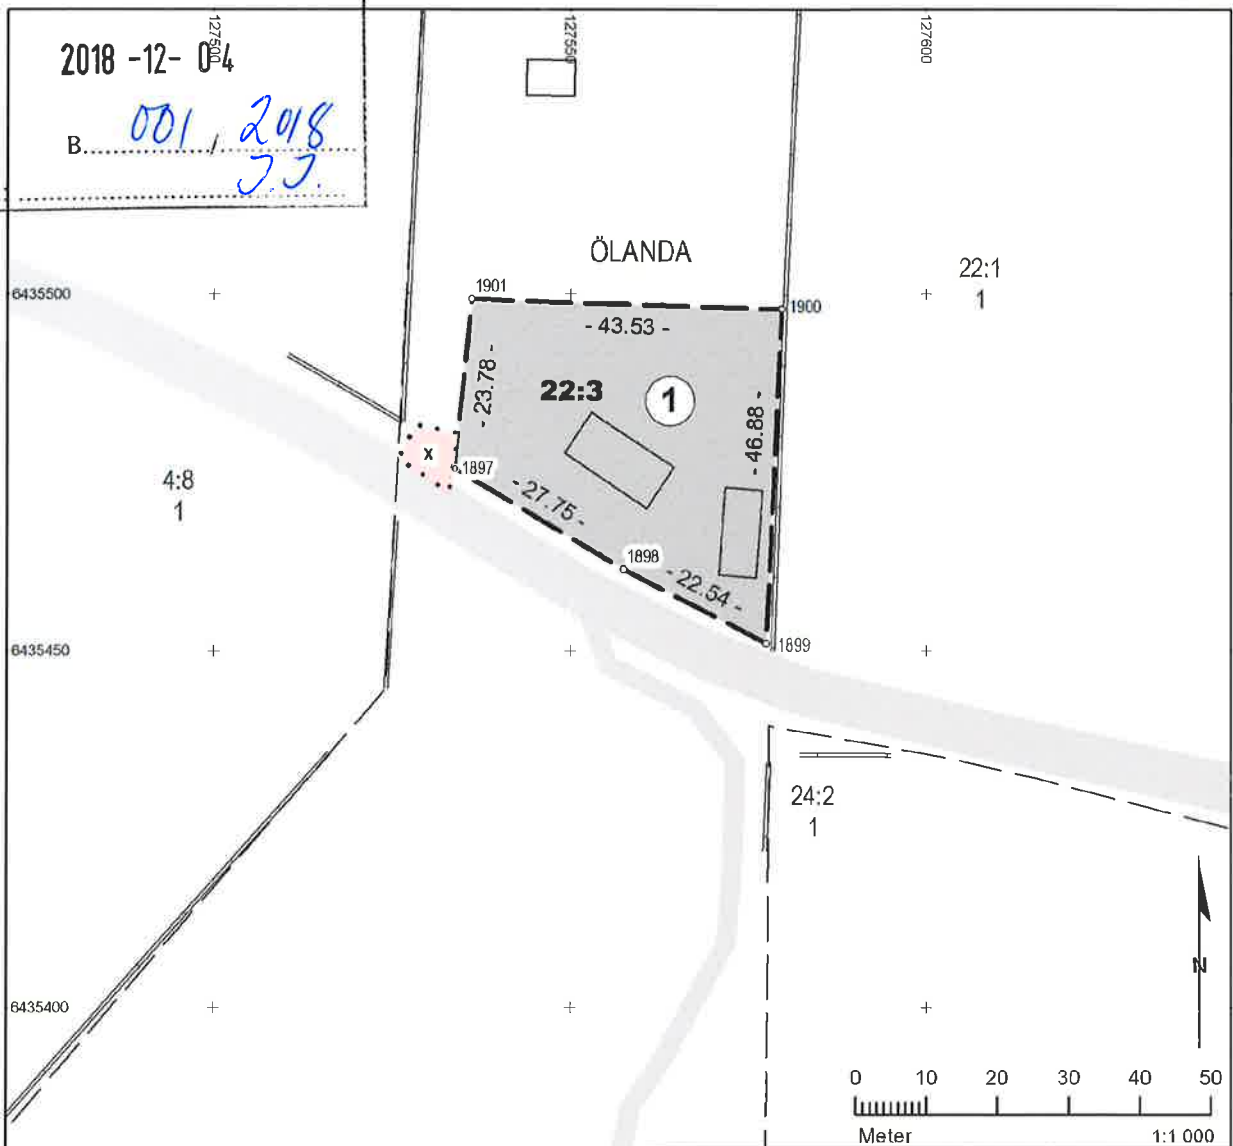 127500
127550
127600
2018 -12- 04
B. 001 / 2018
J.J.
ÖLANDA
22:1
1
6435500
1901
1900
- 43.53 -
- 23.78 -
22:3
1
- 46.88 -
x
1897
4:8
1
- 27.75 -
1898
- 22.54 -
6435450
1899
24:2
1
N
6435400
0 10 20 30 40 50
Meter 1:1 000